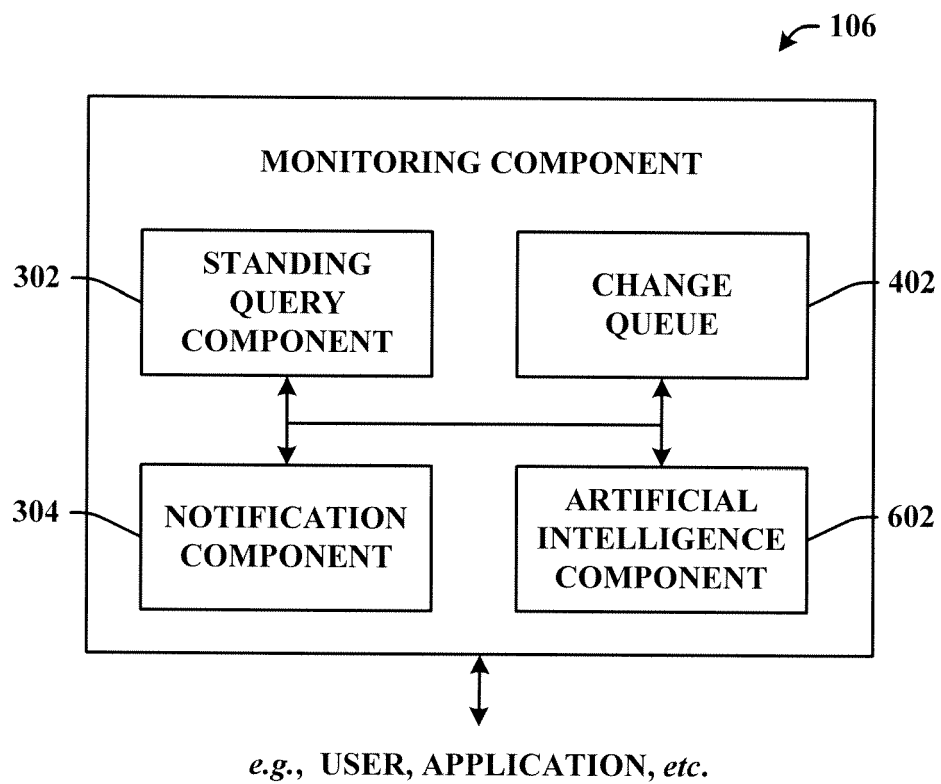 106
MONITORING COMPONENT
302
STANDING
QUERY
COMPONENT
CHANGE
QUEUE
402
304
NOTIFICATION
COMPONENT
ARTIFICIAL
INTELLIGENCE
COMPONENT
602
e.g., USER, APPLICATION, etc.